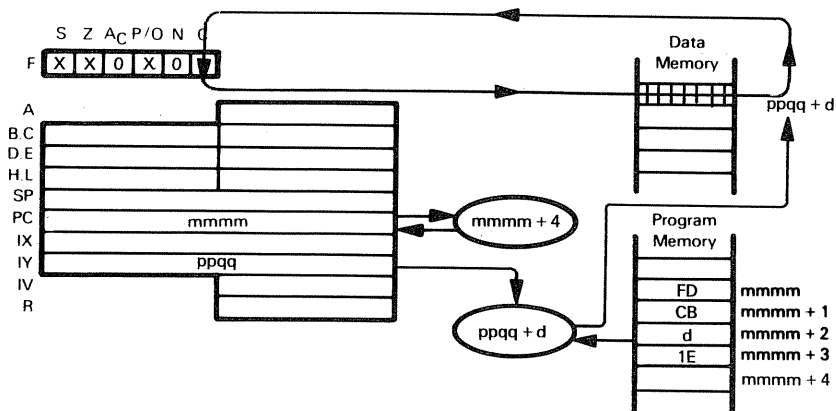 S Z AC P/O N C
F X X 0 X 0
Data
Memory
ppqq + d
A
B.C
D.E
H.L
SP
PC mmmm
mmmm + 4
IX
IY ppqq
IV
R
ppqq + d
Program
Memory
FD mmmm
CB mmmm + 1
d mmmm + 2
1E mmmm + 3
mmmm + 4